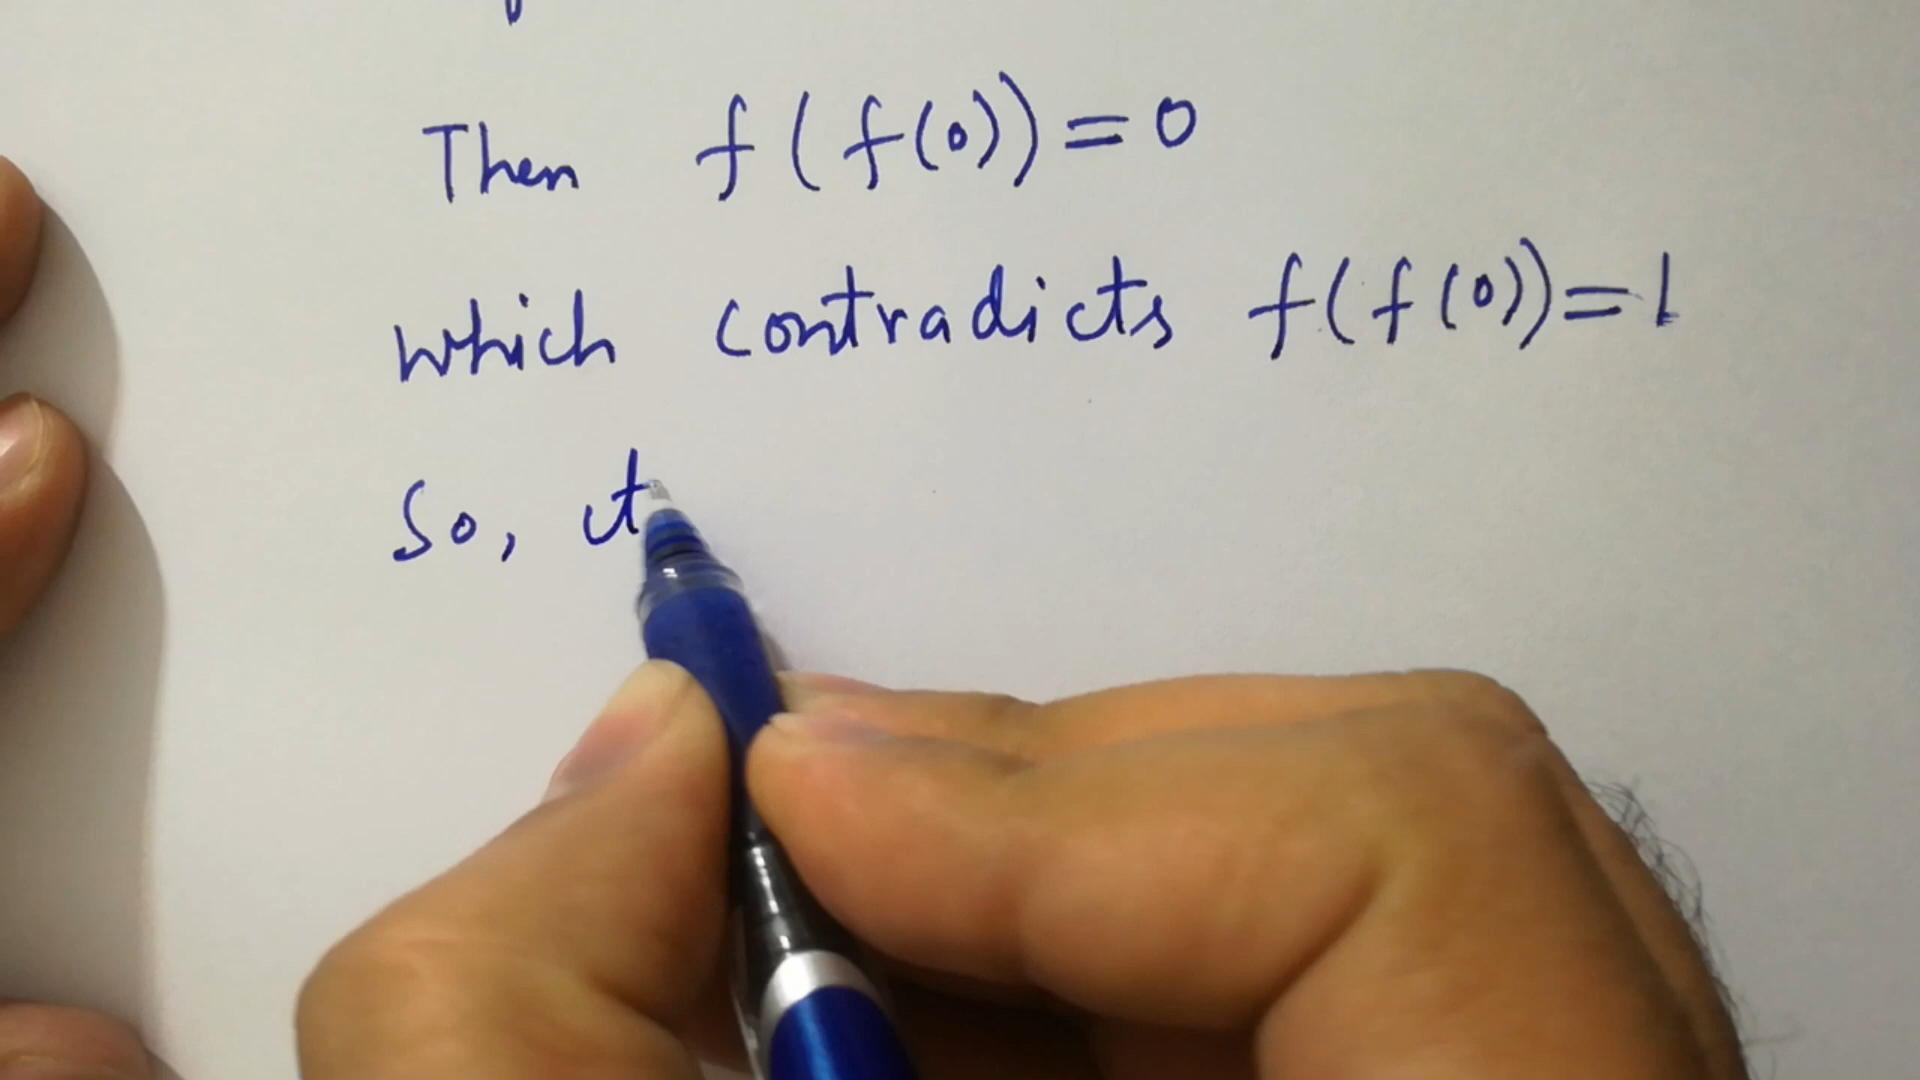 Then f(f(0))=0
which contradicts f(f(0))=1
So, it